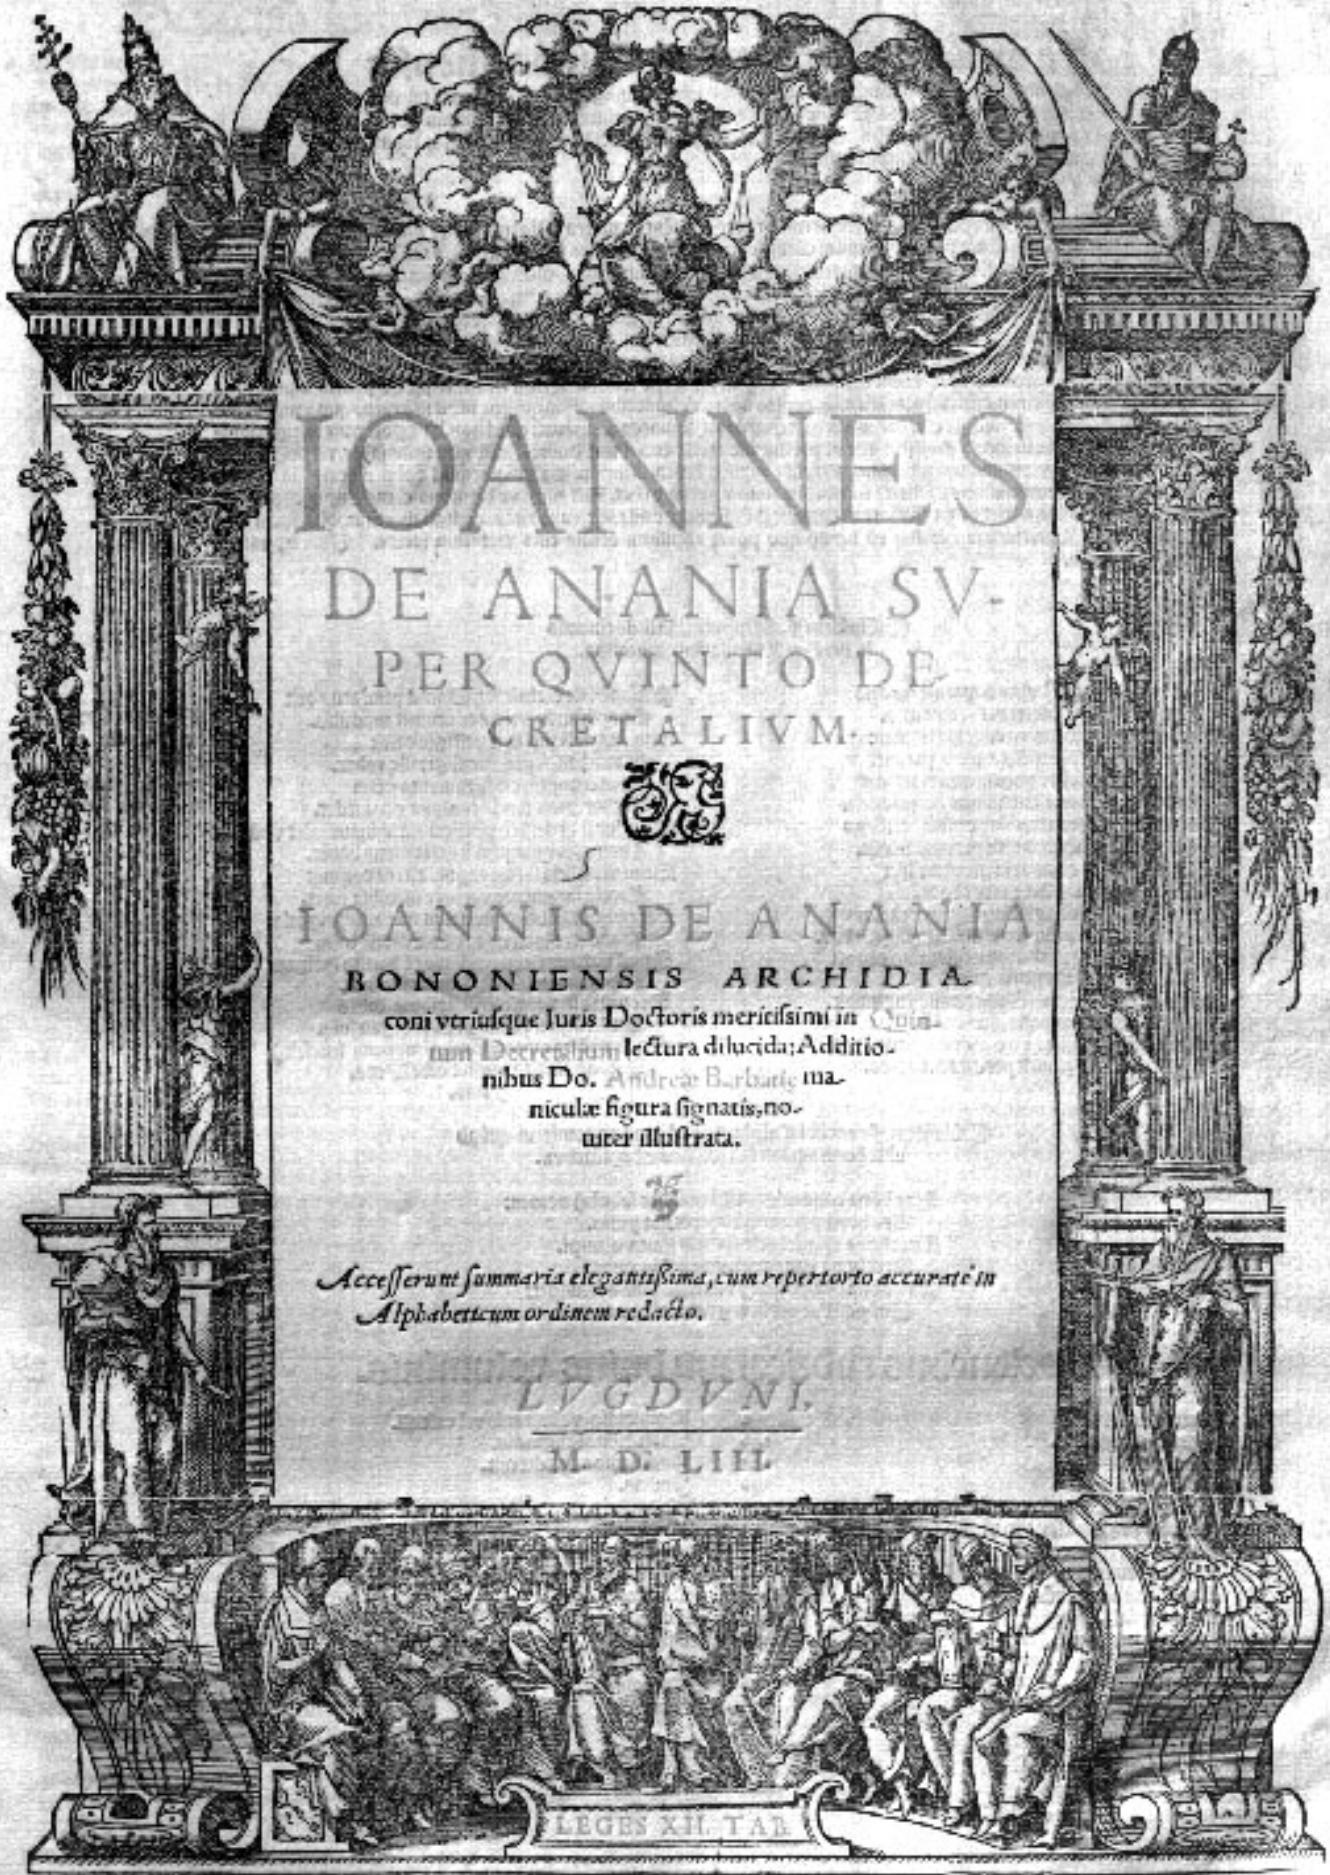 IOANNES
DE ANANIA SV-
PER QVINTO DE-
CRETALIVM.
IOANNIS DE ANANIA
BONONIENSIS ARCHIDIA-
coni vtriuſque Juris Doctoris meritiſsimi in Quin-
tum Decretalium lectura dilucida: Additio-
nibus Do. Andreæ Barbatię ma-
niculæ figura ſignatis, no-
uiter illuſtrata.
Acceſſerunt ſummaria elegantiſsima, cum repertorio accuratè in
Alphabeticum ordinem redacto.
LVGDVNI.
M. D. LIII.
LEGES XII. TAB.